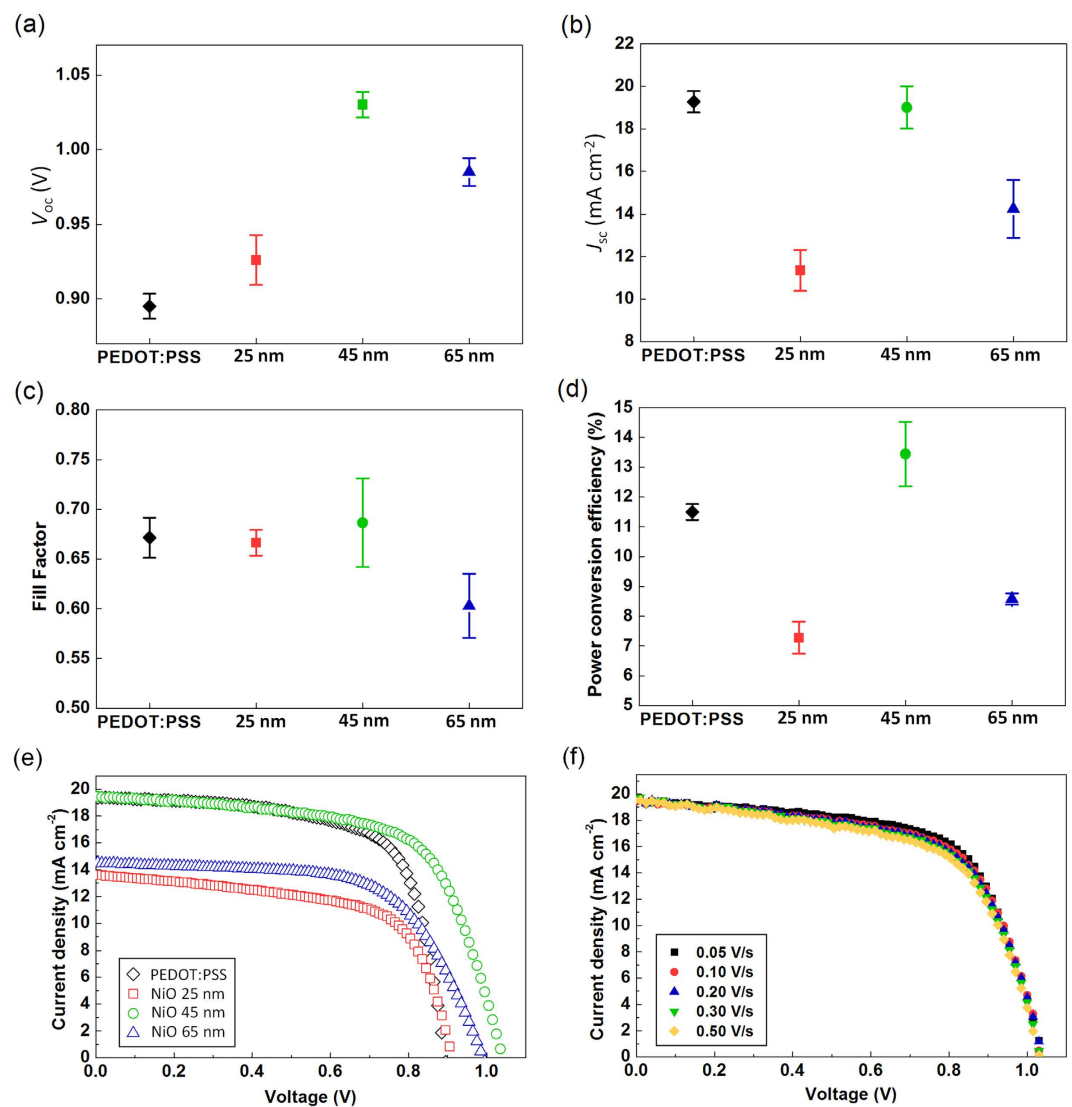 (a)
1.05
1.00
0.95
0.90
Voc (V)
PEDOT:PSS 25 nm 45 nm 65 nm
(b)
22
20
18
16
14
12
10
8
Jsc (mA cm-2)
PEDOT:PSS 25 nm 45 nm 65 nm
(c)
0.80
0.75
0.70
0.65
0.60
0.55
0.50
Fill Factor
PEDOT:PSS 25 nm 45 nm 65 nm
(d)
15
14
13
12
11
10
9
8
7
6
5
Power conversion efficiency (%)
PEDOT:PSS 25 nm 45 nm 65 nm
(e)
20
18
16
14
12
10
8
6
4
2
0
Current density (mA cm-2)
PEDOT:PSS
NiO 25 nm
NiO 45 nm
NiO 65 nm
0.0 0.2 0.4 0.6 0.8 1.0
Voltage (V)
(f)
20
18
16
14
12
10
8
6
4
2
0
Current density (mA cm-2)
0.05 V/s
0.10 V/s
0.20 V/s
0.30 V/s
0.50 V/s
0.0 0.2 0.4 0.6 0.8 1.0
Voltage (V)